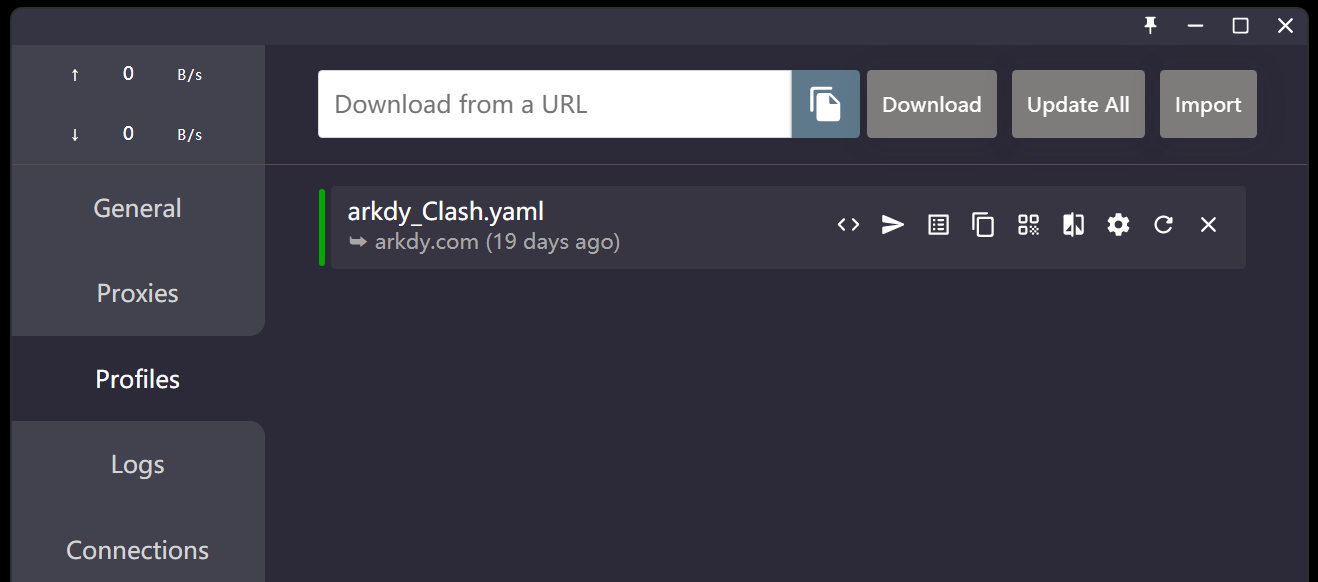 ↑ 0 B/s
↓ 0 B/s
Download from a URL
Download
Update All
Import
General
Proxies
Profiles
Logs
Connections
arkdy_Clash.yaml
arkdy.com (19 days ago)